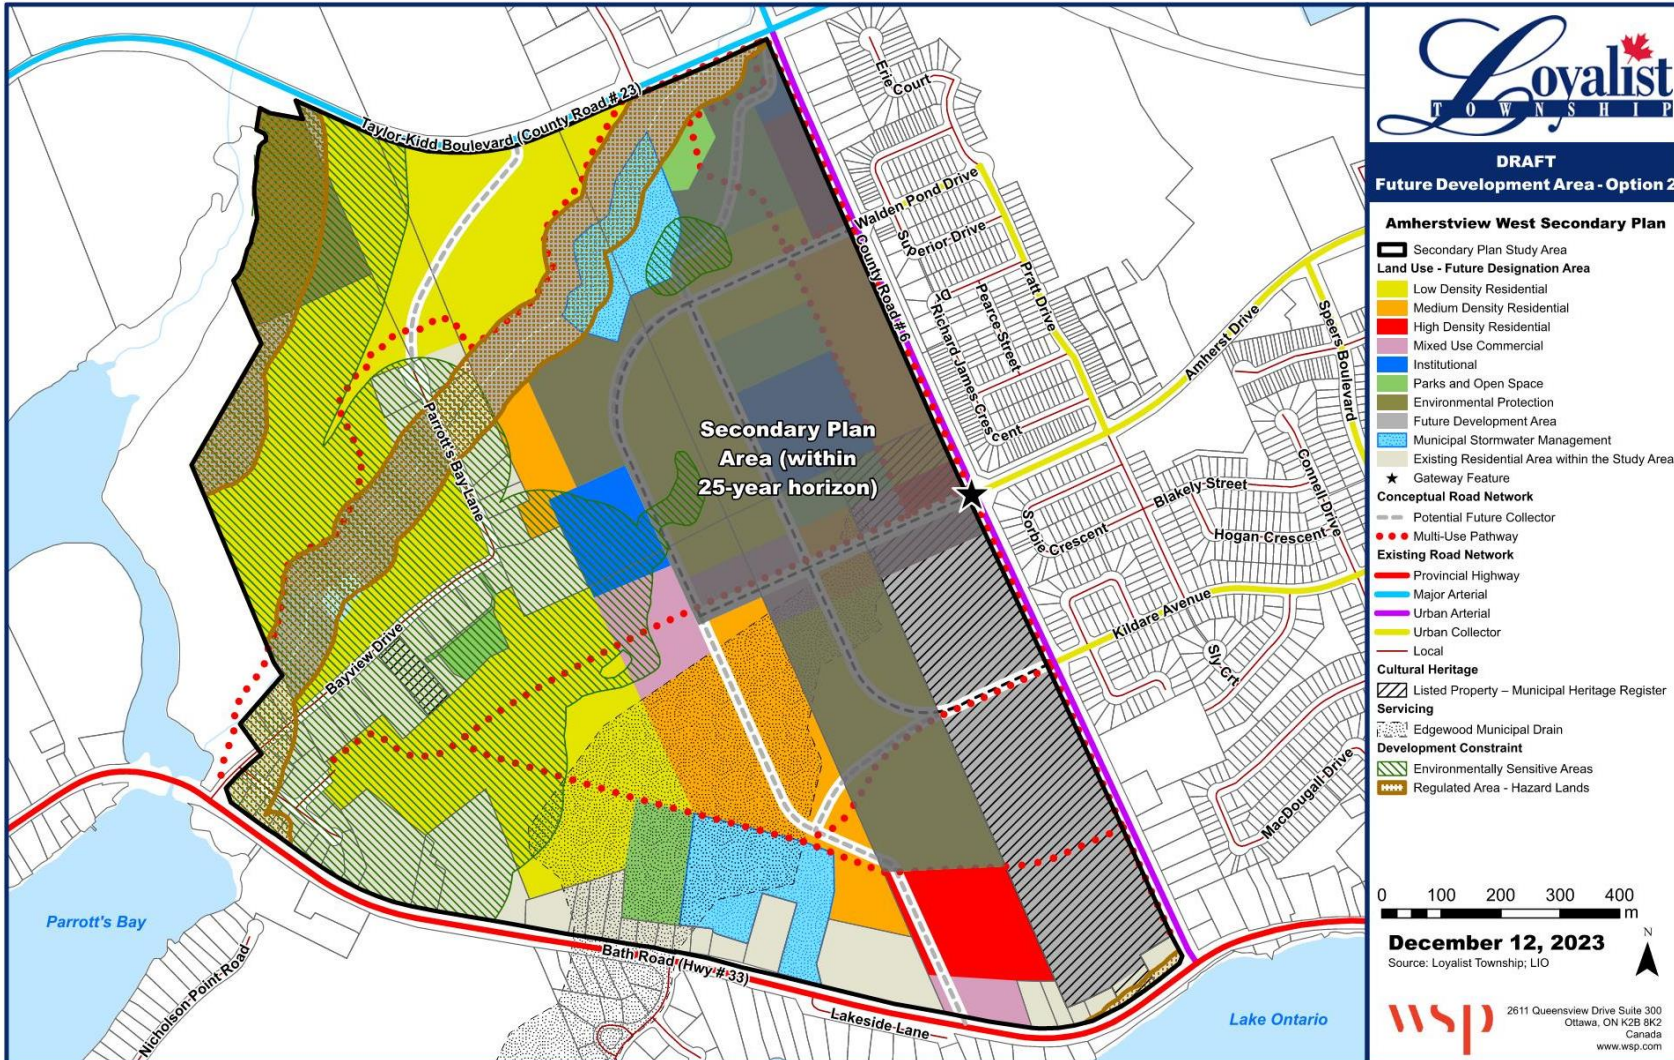 Loyalist
TOWNSHIP
DRAFT
Future Development Area - Option 2
Amherstview West Secondary Plan
Secondary Plan Study Area
Land Use - Future Designation Area
Low Density Residential
Medium Density Residential
High Density Residential
Mixed Use Commercial
Institutional
Parks and Open Space
Environmental Protection
Future Development Area
Municipal Stormwater Management
Existing Residential Area within the Study Area
Gateway Feature
Conceptual Road Network
Potential Future Collector
Multi-Use Pathway
Existing Road Network
Provincial Highway
Major Arterial
Urban Arterial
Urban Collector
Local
Cultural Heritage
Listed Property – Municipal Heritage Register
Servicing
Edgewood Municipal Drain
Development Constraint
Environmentally Sensitive Areas
Regulated Area - Hazard Lands
0 100 200 300 400
m
December 12, 2023
Source: Loyalist Township; LIO
N
wsp
2611 Queensview Drive Suite 300
Ottawa, ON K2B 8K2
Canada
www.wsp.com
Taylor-Kidd Boulevard (County Road # 23)
Erie Court
Walden Pond Drive
Superior Drive
County Road # 6
Pratt Drive
Pearce Street
Richard James Crescent
Dr
Amherst Drive
Speers Boulevard
Secondary Plan
Area (within
25-year horizon)
Parrott's Bay Lane
Connell Drive
Blakely Street
Sorbie Crescent
Hogan Crescent
Kildare Avenue
Sly Crt
Bayview Drive
MacDougall Drive
Parrott's Bay
Bath Road (Hwy # 33)
Nicholson Point Road
Lakeside Lane
Lake Ontario